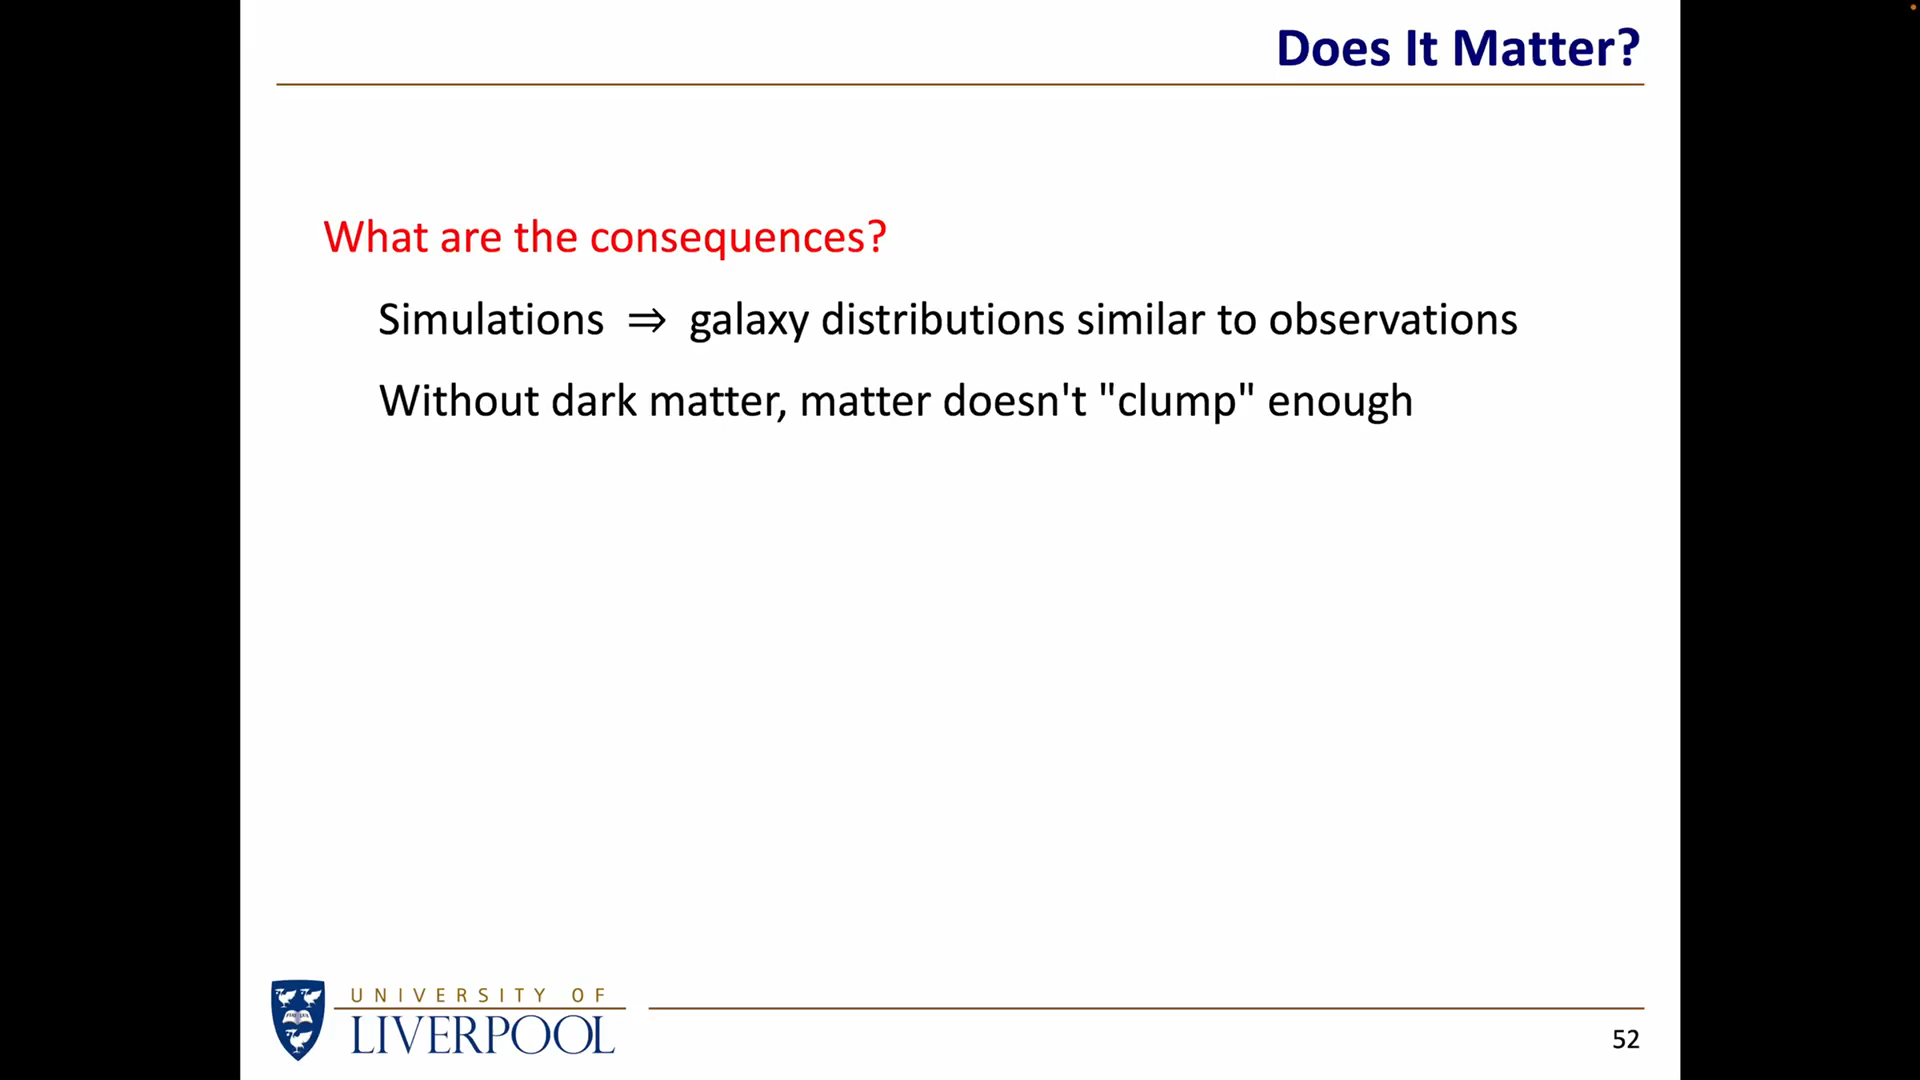 Does It Matter?
What are the consequences?
Simulations ⇒ galaxy distributions similar to observations
Without dark matter, matter doesn't "clump" enough
UNIVERSITY OF
LIVERPOOL
52